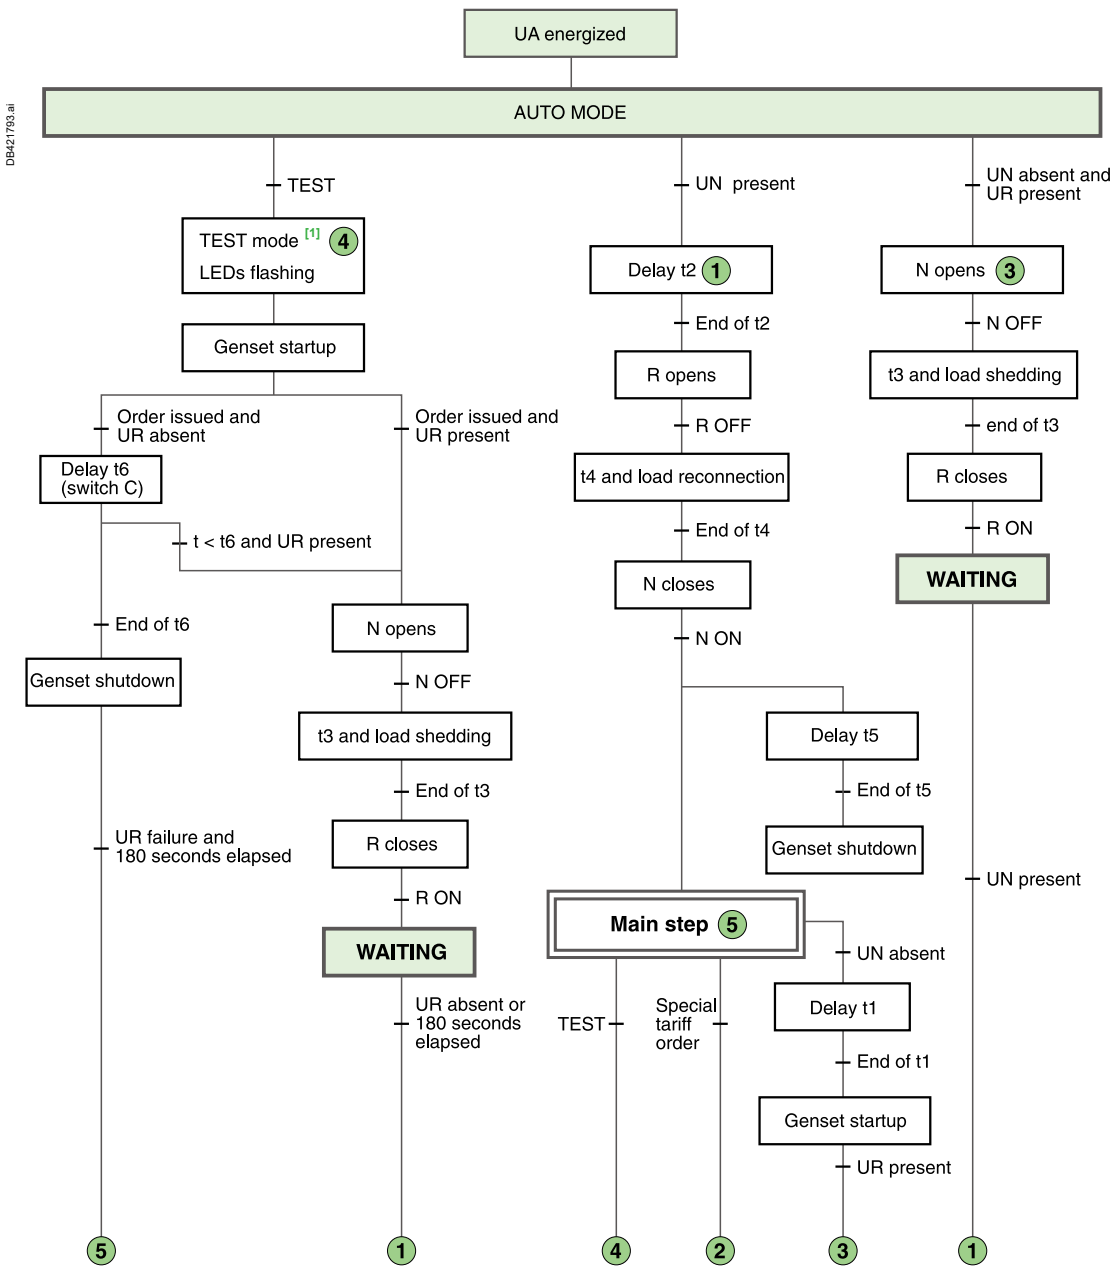 UA energized
DB421793.ai
AUTO MODE
TEST
TEST mode [1] 4
LEDs flashing
Genset startup
Order issued and
UR absent
Order issued and
UR present
Delay t6
(switch C)
t < t6 and UR present
End of t6
Genset shutdown
UR failure and
180 seconds elapsed
5
N opens
N OFF
t3 and load shedding
End of t3
R closes
R ON
WAITING
UR absent or
180 seconds
elapsed
1
UN present
Delay t2 1
End of t2
R opens
R OFF
t4 and load reconnection
End of t4
N closes
N ON
Delay t5
End of t5
Genset shutdown
Main step 5
TEST
4
Special
tariff
order
2
UN absent
Delay t1
End of t1
Genset startup
UR present
3
UN absent and
UR present
N opens 3
N OFF
t3 and load shedding
end of t3
R closes
R ON
WAITING
UN present
1